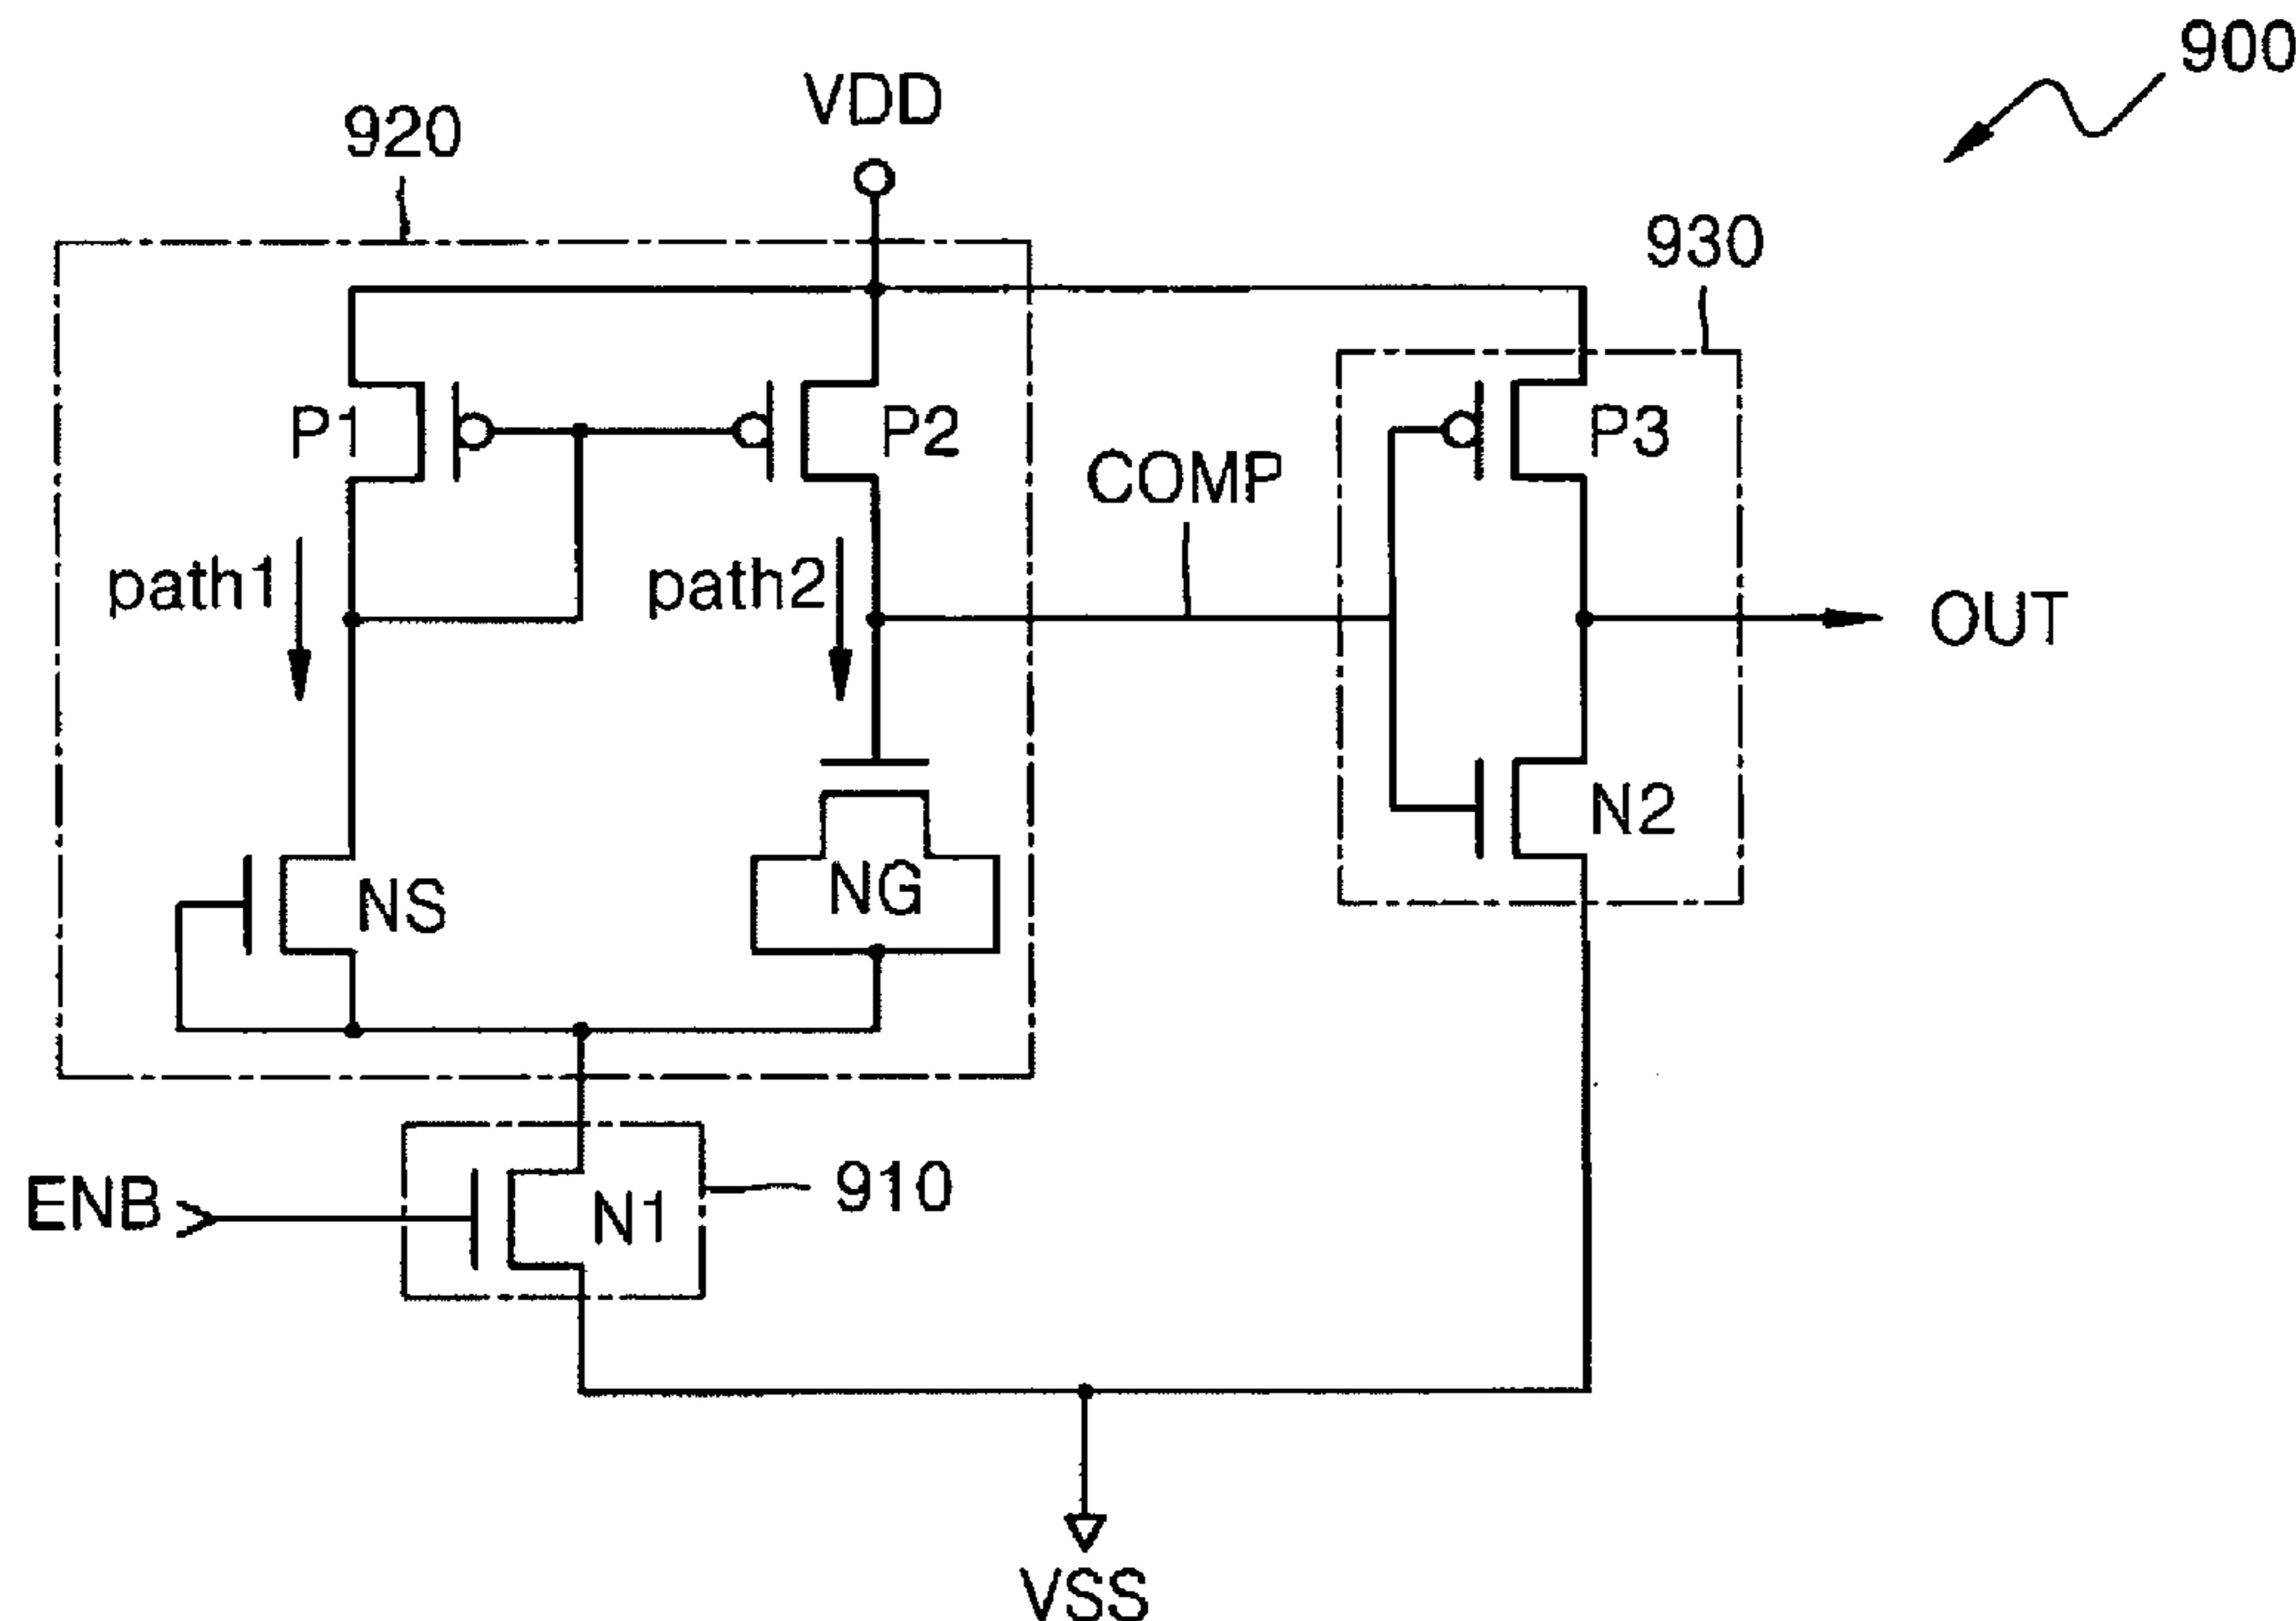 900
VDD
920
930
P1
P2
P3
COMP
path1
path2
OUT
N2
NS
NG
ENB
N1
910
VSS